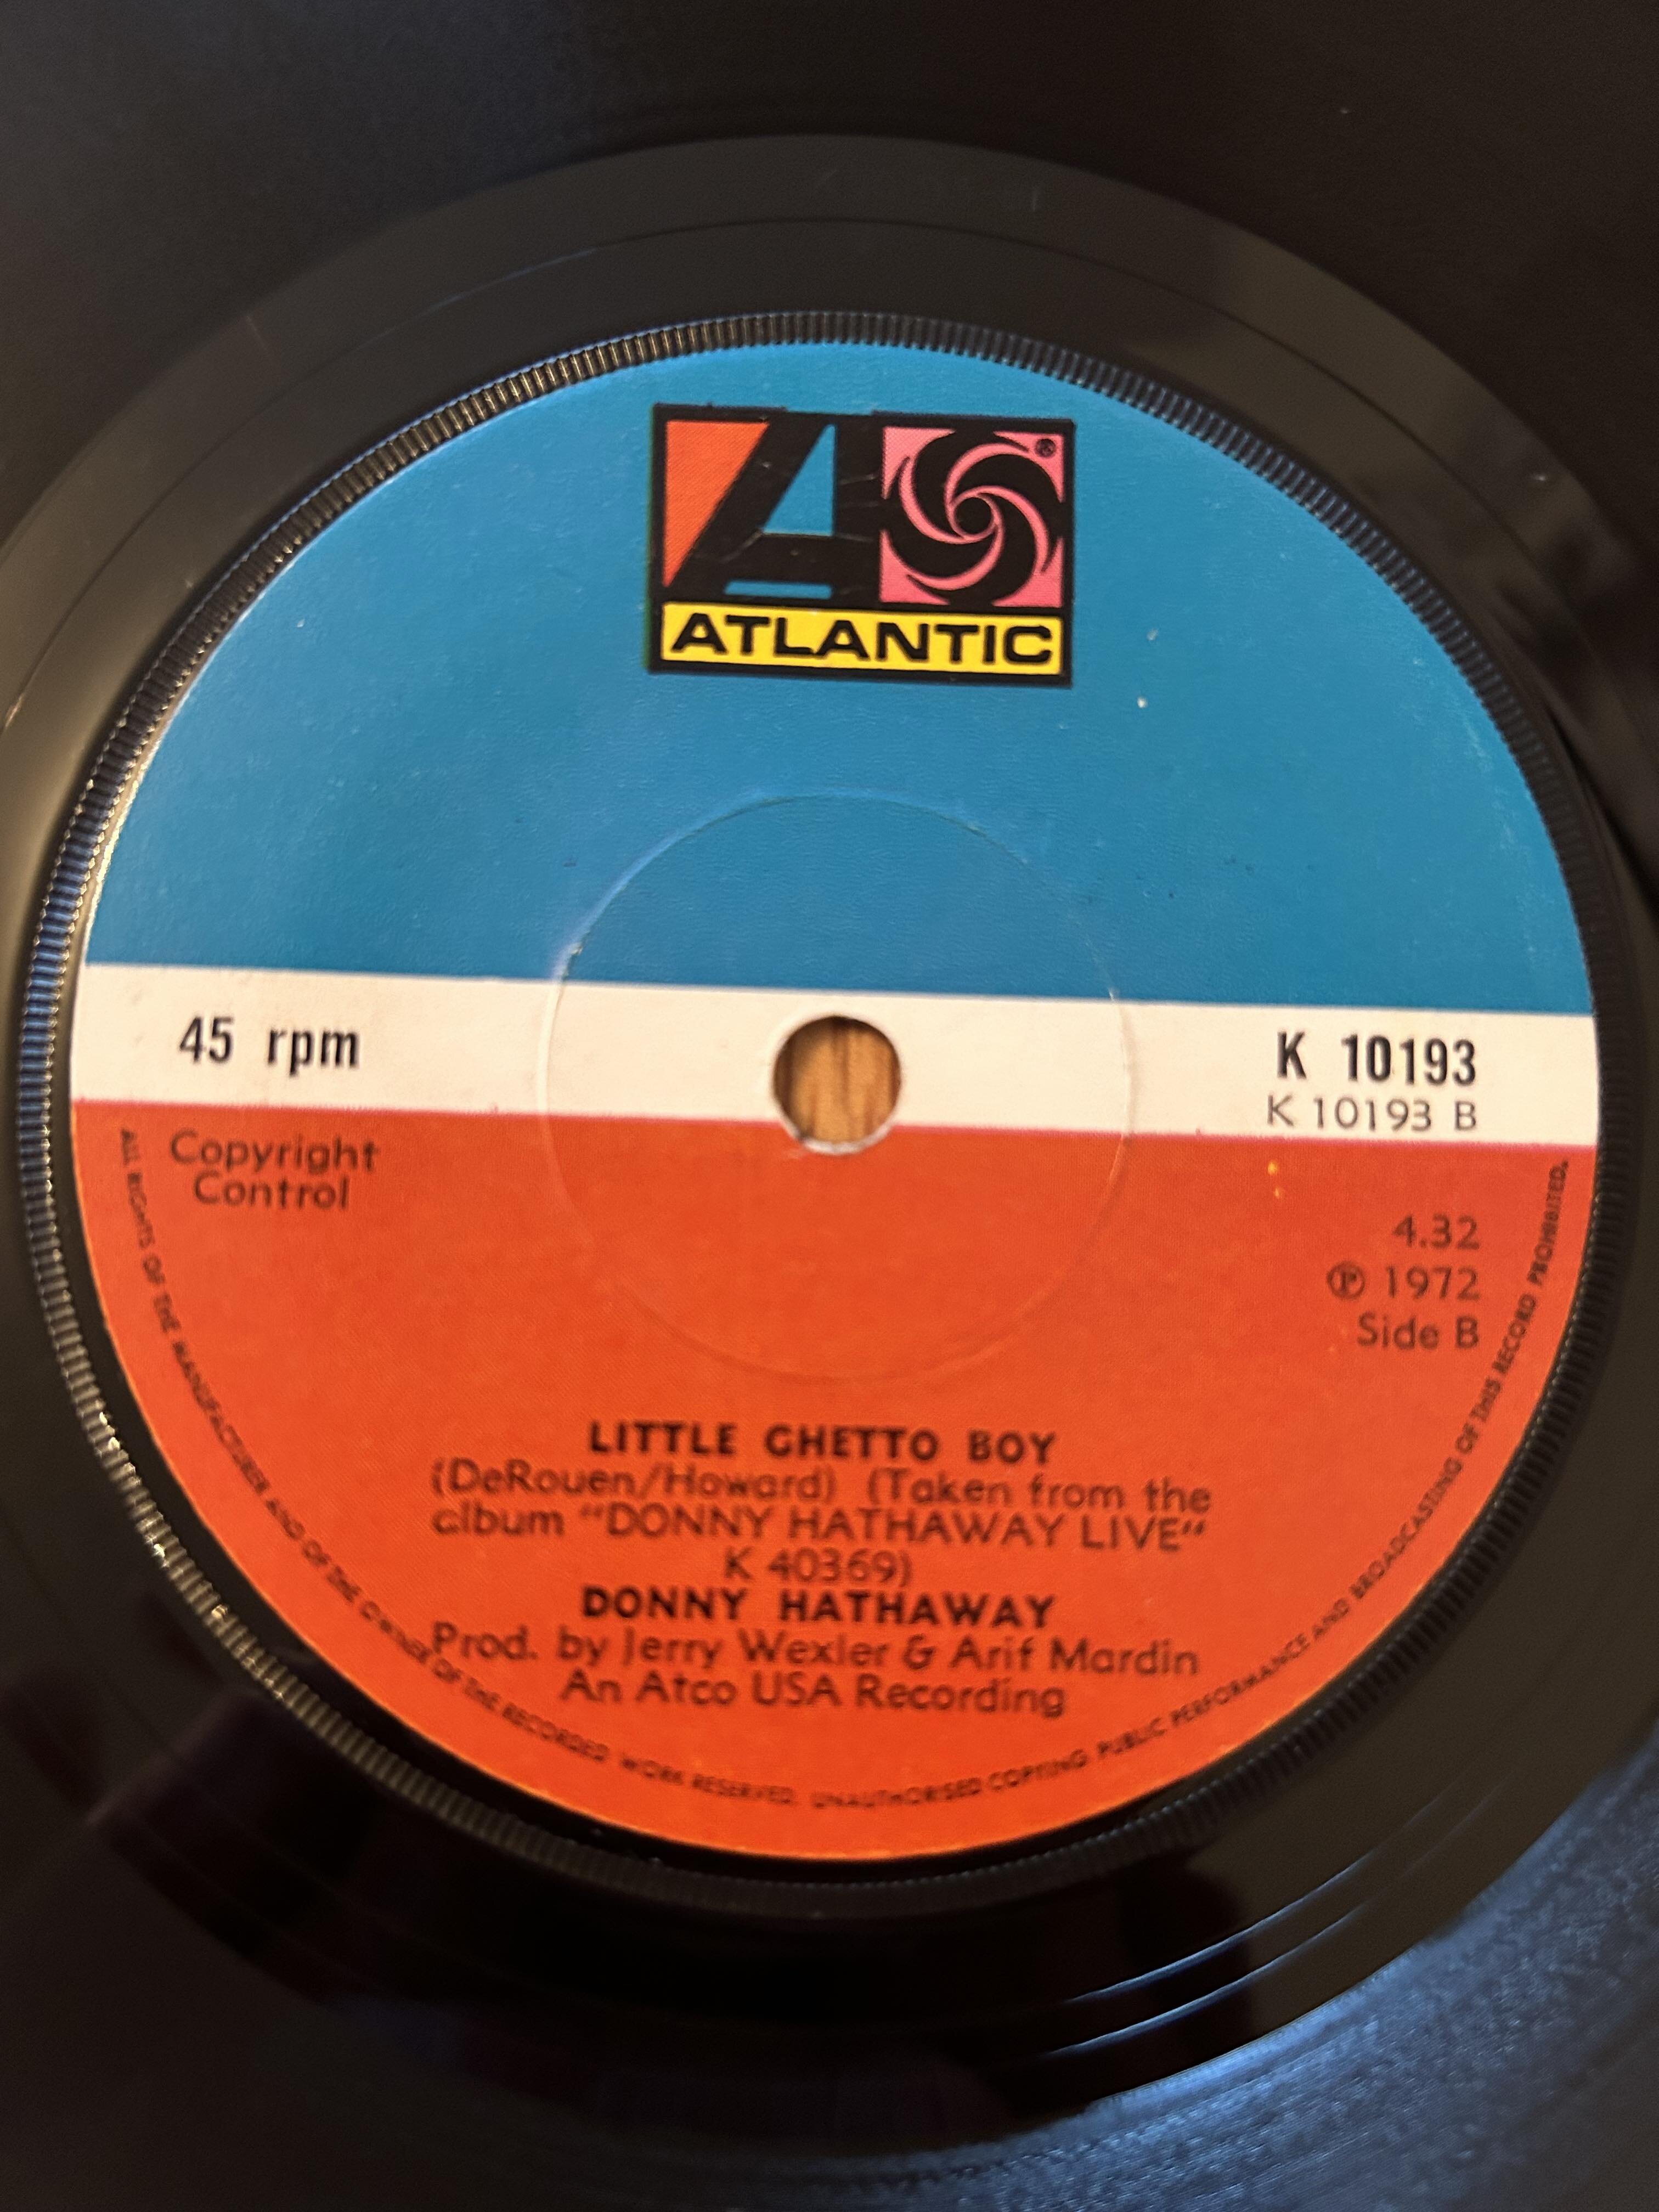 ATLANTIC
45 rpm
K 10193
K 10193 B
Copyright
Control
4.32
℗ 1972
Side B
LITTLE GHETTO BOY
(DeRouen/Howard) (Taken from the
album "DONNY HATHAWAY LIVE"
K 40369)
DONNY HATHAWAY
Prod. by Jerry Wexler & Arif Mardin
An Atco USA Recording
ALL RIGHTS OF THE MANUFACTURER AND OF THE OWNER OF THE RECORDED WORK RESERVED. UNAUTHORISED COPYING PUBLIC PERFORMANCE AND BROADCASTING OF THIS RECORD PROHIBITED.